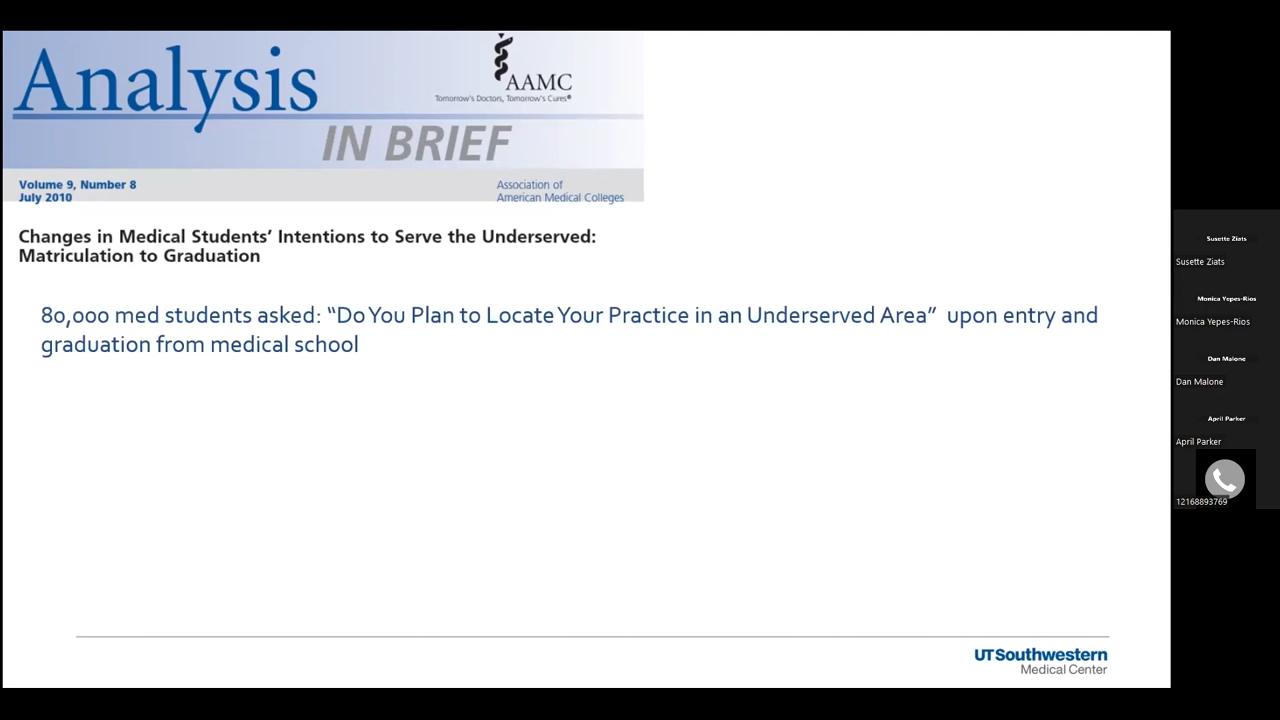 Analysis
AAMC
Tomorrow's Doctors, Tomorrow's Cures®
IN BRIEF
Volume 9, Number 8
July 2010
Association of
American Medical Colleges
Changes in Medical Students' Intentions to Serve the Underserved:
Matriculation to Graduation
80,000 med students asked: “Do You Plan to Locate Your Practice in an Underserved Area” upon entry and
graduation from medical school
UTSouthwestern
Medical Center
Susette Ziats
Susette Ziats
Monica Yepes-Rios
Monica Yepes-Rios
Dan Malone
Dan Malone
April Parker
April Parker
12168893769